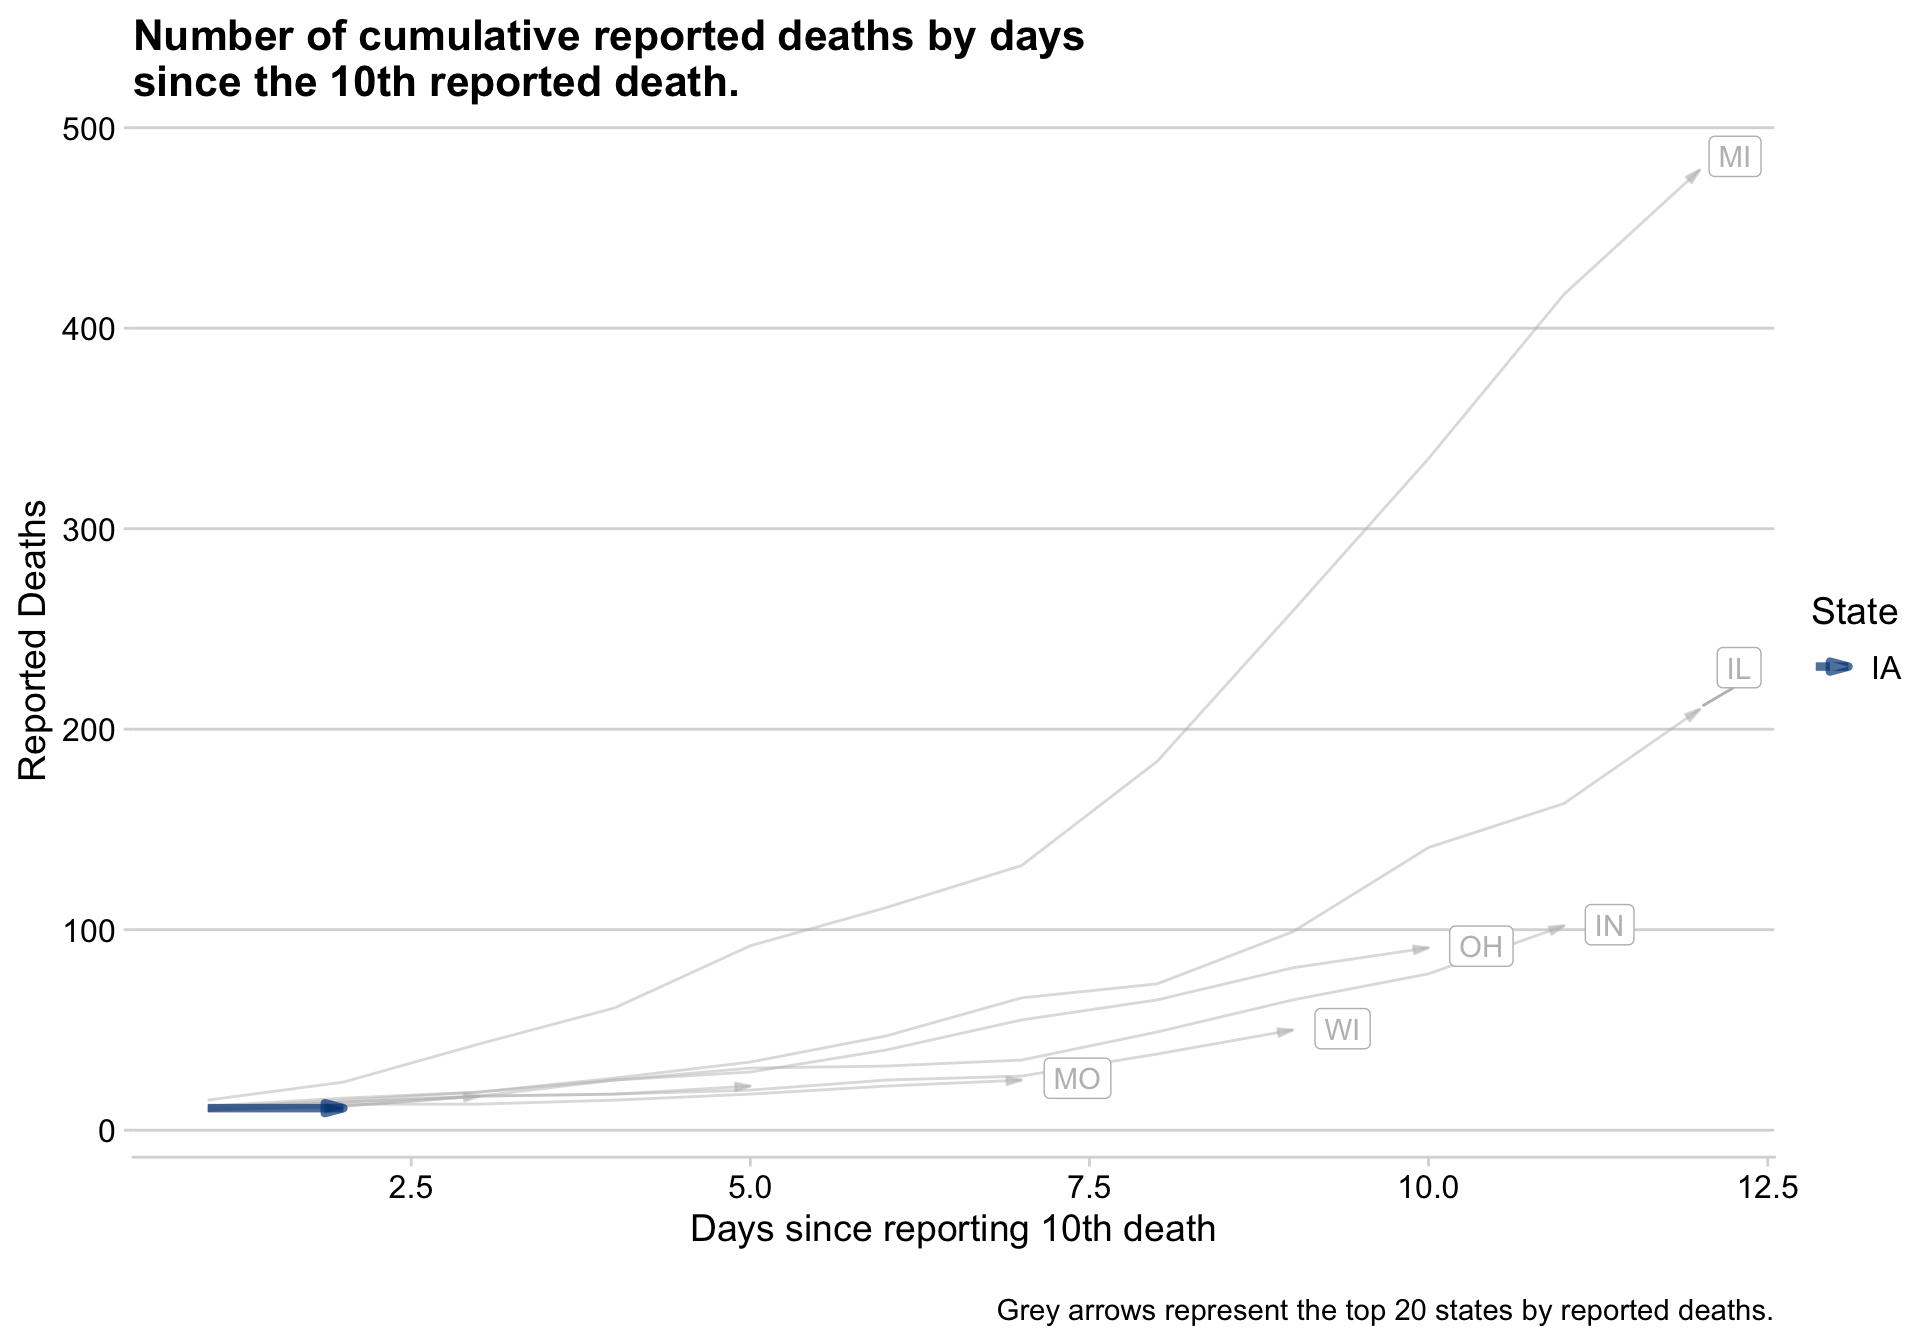 Number of cumulative reported deaths by days
since the 10th reported death.
500
400
300
200
100
0
Reported Deaths
MI
IL
IN
OH
WI
MO
State
IA
2.5 5.0 7.5 10.0 12.5
Days since reporting 10th death
Grey arrows represent the top 20 states by reported deaths.